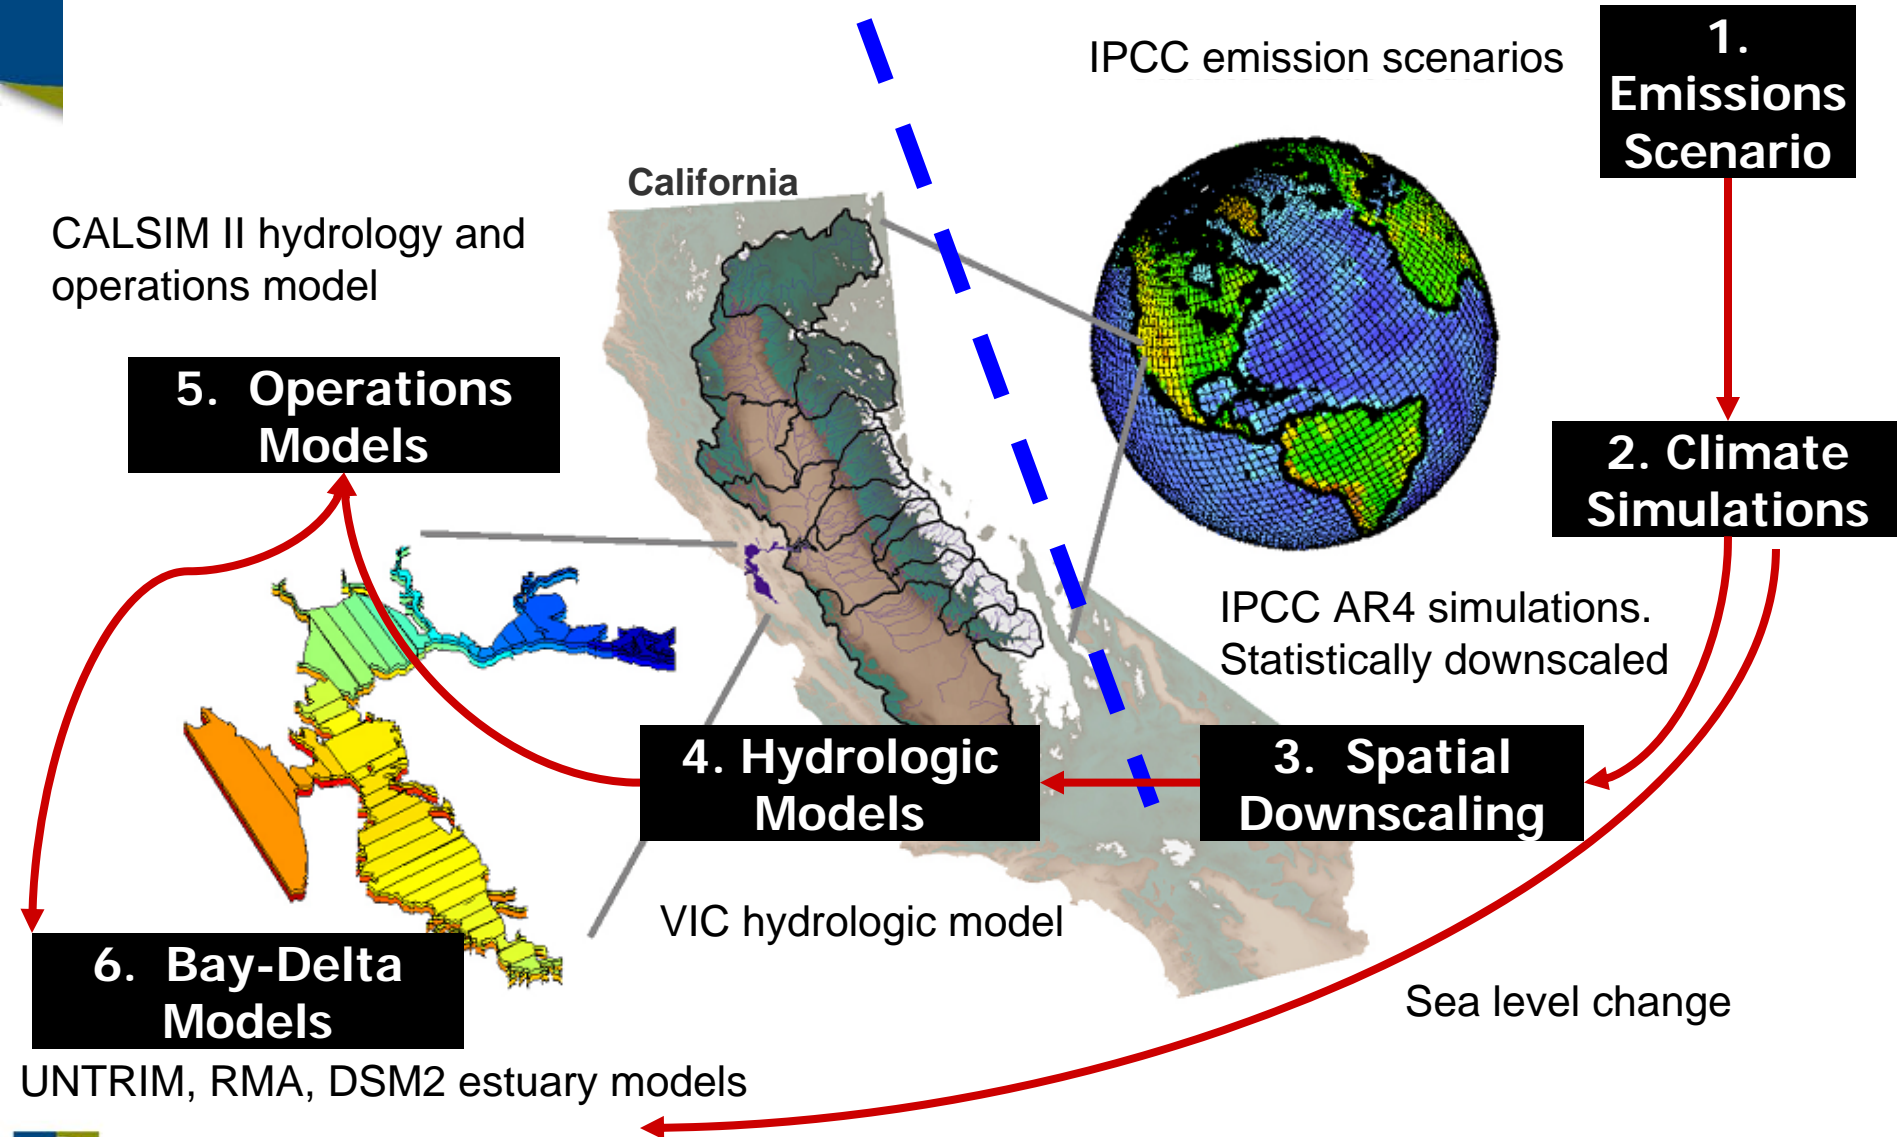 IPCC emission scenarios
1.
Emissions
Scenario
California
CALSIM II hydrology and
operations model
5. Operations
Models
2. Climate
Simulations
IPCC AR4 simulations.
Statistically downscaled
4. Hydrologic
Models
3. Spatial
Downscaling
VIC hydrologic model
6. Bay-Delta
Models
Sea level change
UNTRIM, RMA, DSM2 estuary models